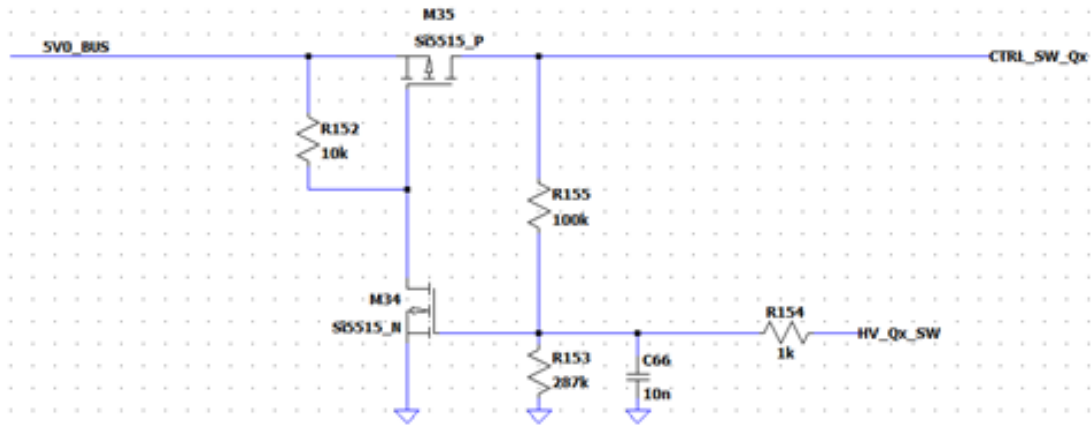 M35
5V0_BUS
Si5515_P
CTRL_SW_Qx
R152
10k
R155
100k
M34
Si5515_N
R154
HV_Qx_SW
1k
R153
287k
C66
10n